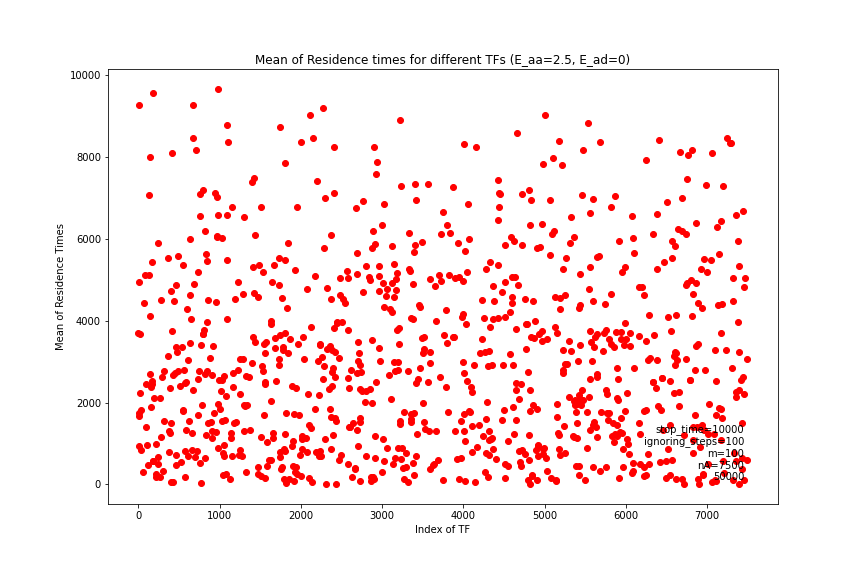 Mean of Residence times for different TFs (E_aa=2.5, E_ad=0)
10000
8000
6000
4000
2000
0
Mean of Residence Times
stop_time=10000
ignoring_steps=100
m=100
nA=7500
50000
0 1000 2000 3000 4000 5000 6000 7000
Index of TF